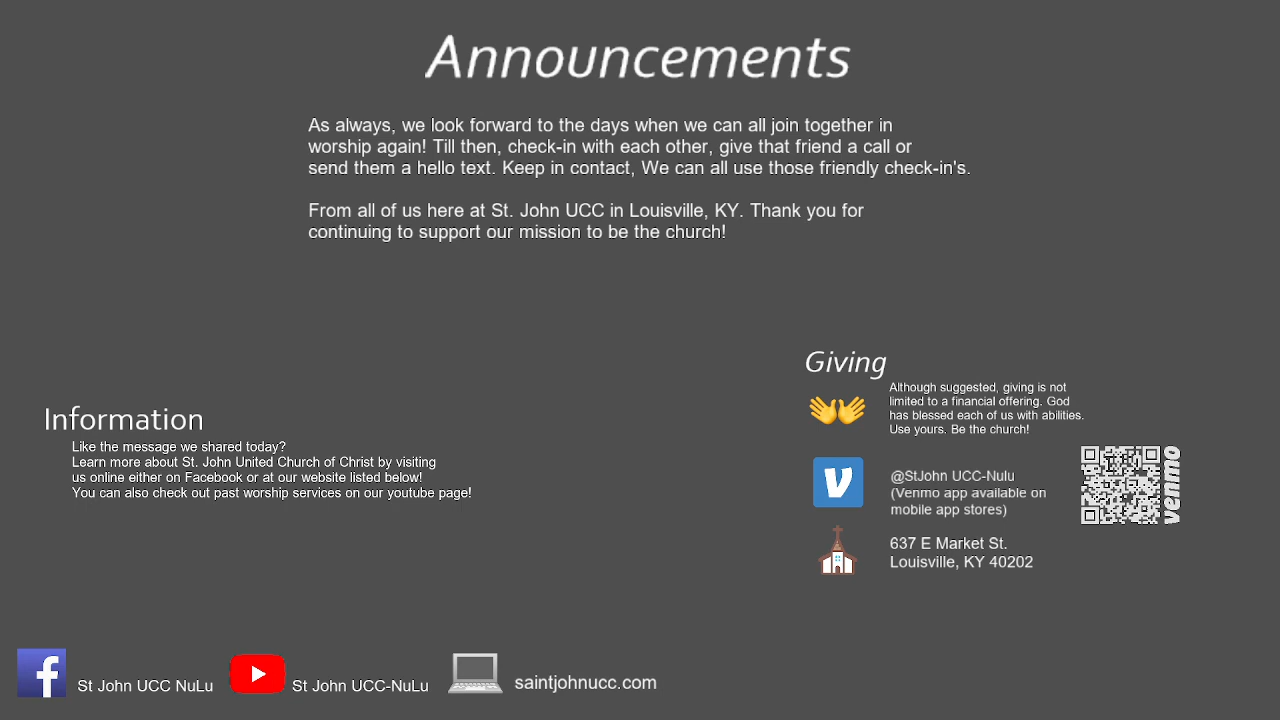 Announcements
As always, we look forward to the days when we can all join together in
worship again! Till then, check-in with each other, give that friend a call or
send them a hello text. Keep in contact, We can all use those friendly check-in's.
From all of us here at St. John UCC in Louisville, KY. Thank you for
continuing to support our mission to be the church!
Information
Like the message we shared today?
Learn more about St. John United Church of Christ by visiting
us online either on Facebook or at our website listed below!
You can also check out past worship services on our youtube page!
Giving
Although suggested, giving is not
limited to a financial offering. God
has blessed each of us with abilities.
Use yours. Be the church!
@StJohn UCC-Nulu
(Venmo app available on
mobile app stores)
venmo
637 E Market St.
Louisville, KY 40202
St John UCC NuLu
St John UCC-NuLu
saintjohnucc.com